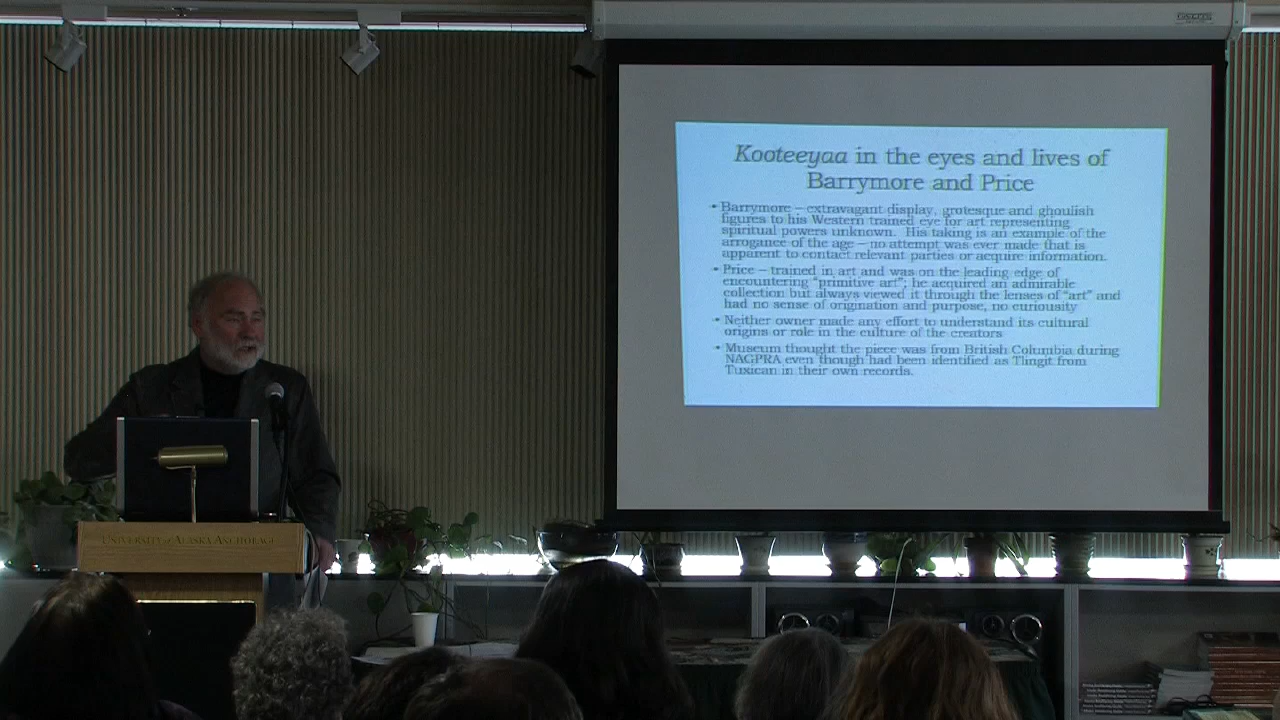 Kooteeyaa in the eyes and lives of
Barrymore and Price
• Barrymore – extravagant display, grotesque and ghoulish
figures to his Western trained eye for art representing
spiritual powers unknown. His taking is an example of the
arrogance of the age – no attempt was ever made that is
apparent to contact relevant parties or acquire information.
• Price – trained in art and was on the leading edge of
encountering “primitive art”; he acquired an admirable
collection but always viewed it through the lenses of “art” and
had no sense of origination and purpose, no curiousity
• Neither owner made any effort to understand its cultural
origins or role in the culture of the creators
• Museum thought the piece was from British Columbia during
NAGPRA even though had been identified as Tlingit from
Tuxican in their own records.
UNIVERSITY of ALASKA ANCHORAGE